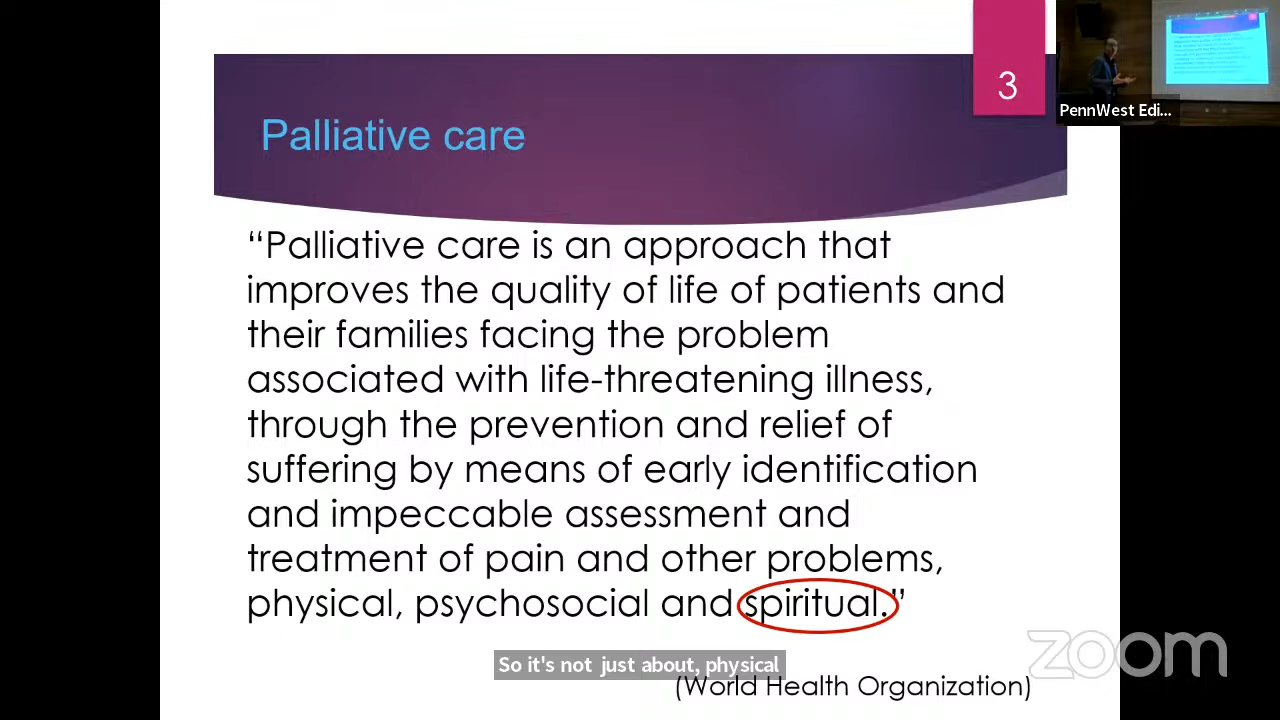 3
PennWest Edi...
Palliative care
“Palliative care is an approach that
improves the quality of life of patients and
their families facing the problem
associated with life-threatening illness,
through the prevention and relief of
suffering by means of early identification
and impeccable assessment and
treatment of pain and other problems,
physical, psychosocial and spiritual.”
So it's not just about, physical
(World Health Organization)
zoom